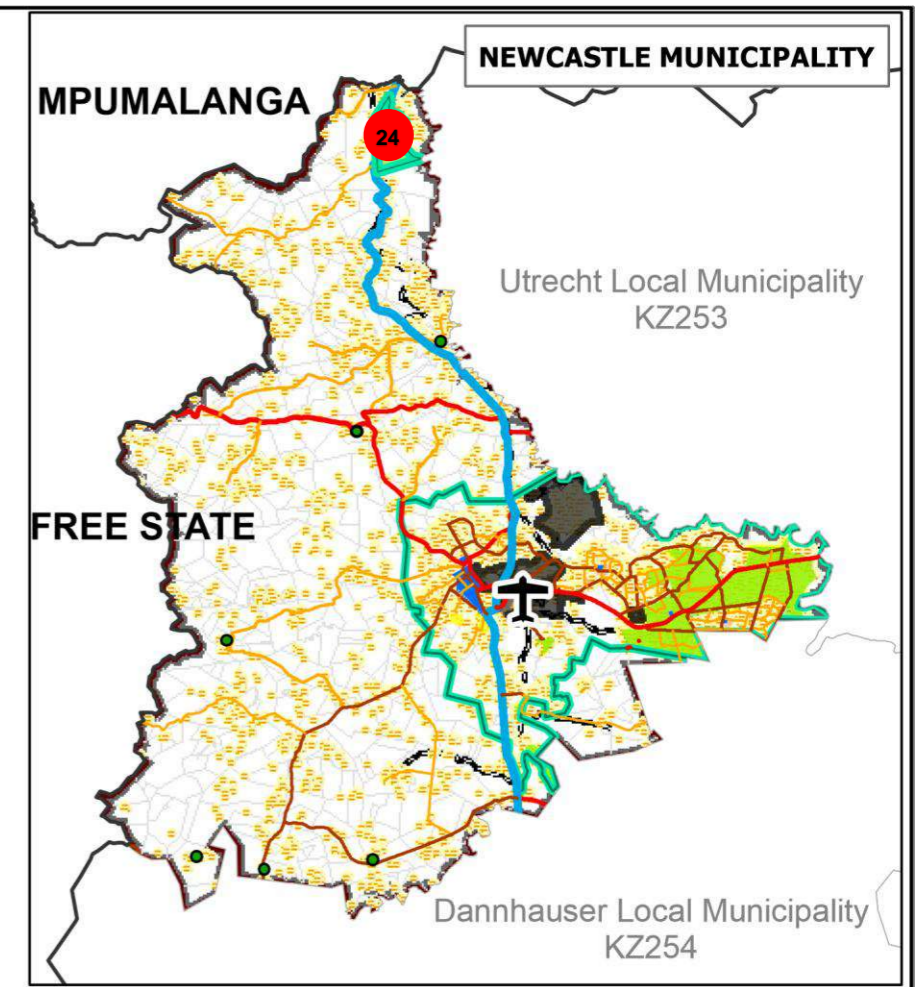 NEWCASTLE MUNICIPALITY
MPUMALANGA
24
Utrecht Local Municipality
KZ253
FREE STATE
Dannhauser Local Municipality
KZ254